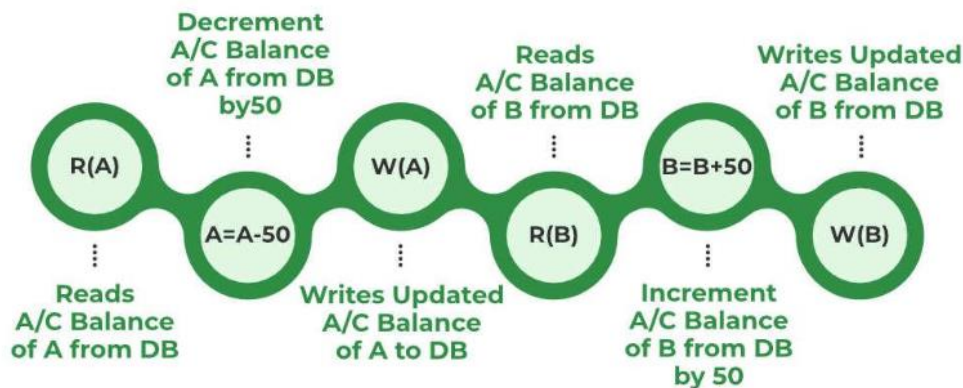 R(A)
Reads
A/C Balance
of A from DB
Decrement
A/C Balance
of A from DB
by50
A=A-50
W(A)
Writes Updated
A/C Balance
of A to DB
Reads
A/C Balance
of B from DB
R(B)
B=B+50
Increment
A/C Balance
of B from DB
by 50
Writes Updated
A/C Balance
of B from DB
W(B)